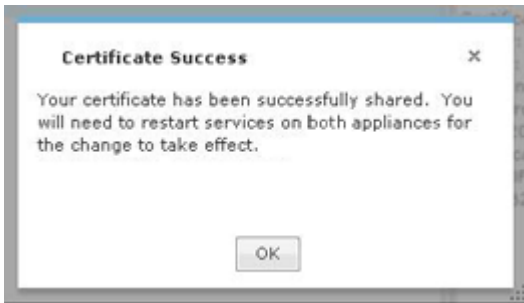 Certificate Success
×
Your certificate has been successfully shared. You
will need to restart services on both appliances for
the change to take effect.
OK